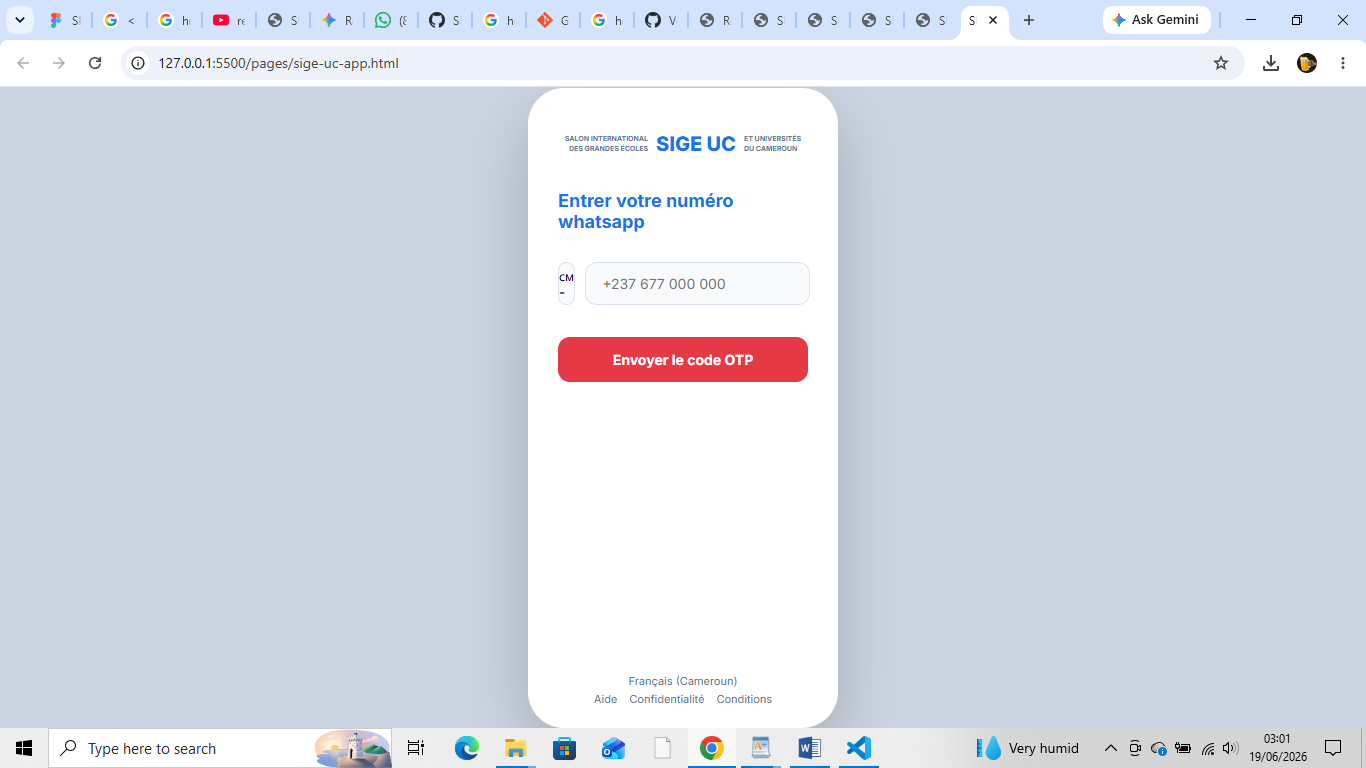 Ask Gemini
127.0.0.1:5500/pages/sige-uc-app.html
SALON INTERNATIONAL
DES GRANDES ÉCOLES
SIGE UC
ET UNIVERSITÉS
DU CAMEROUN
Entrer votre numéro
whatsapp
CM
-
+237 677 000 000
Envoyer le code OTP
Français (Cameroun)
Aide Confidentialité Conditions
Type here to search
Very humid
03:01
19/06/2026